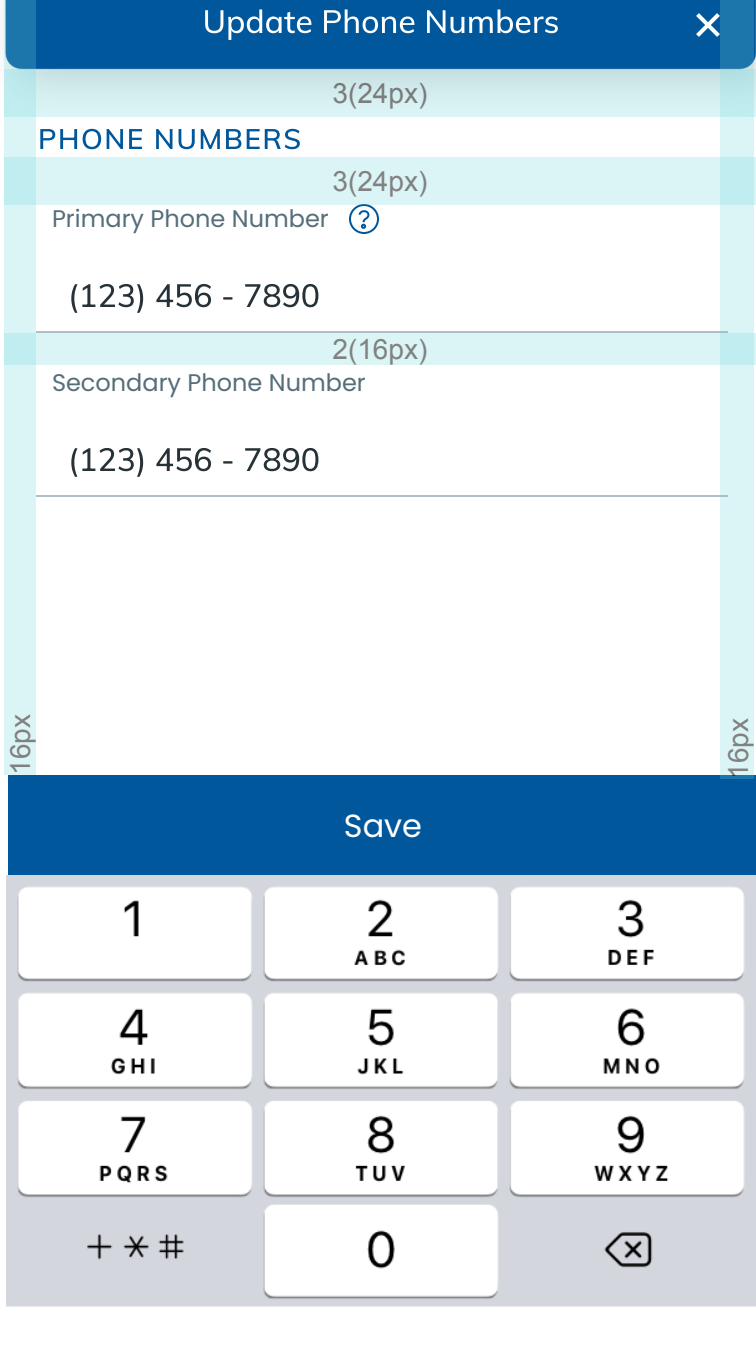 Update Phone Numbers ×
3(24px)
PHONE NUMBERS
3(24px)
Primary Phone Number ?
(123) 456 - 7890
2(16px)
Secondary Phone Number
(123) 456 - 7890
16px
16px
Save
1 2 3
ABC DEF
4 5 6
GHI JKL MNO
7 8 9
PQRS TUV WXYZ
+*# 0